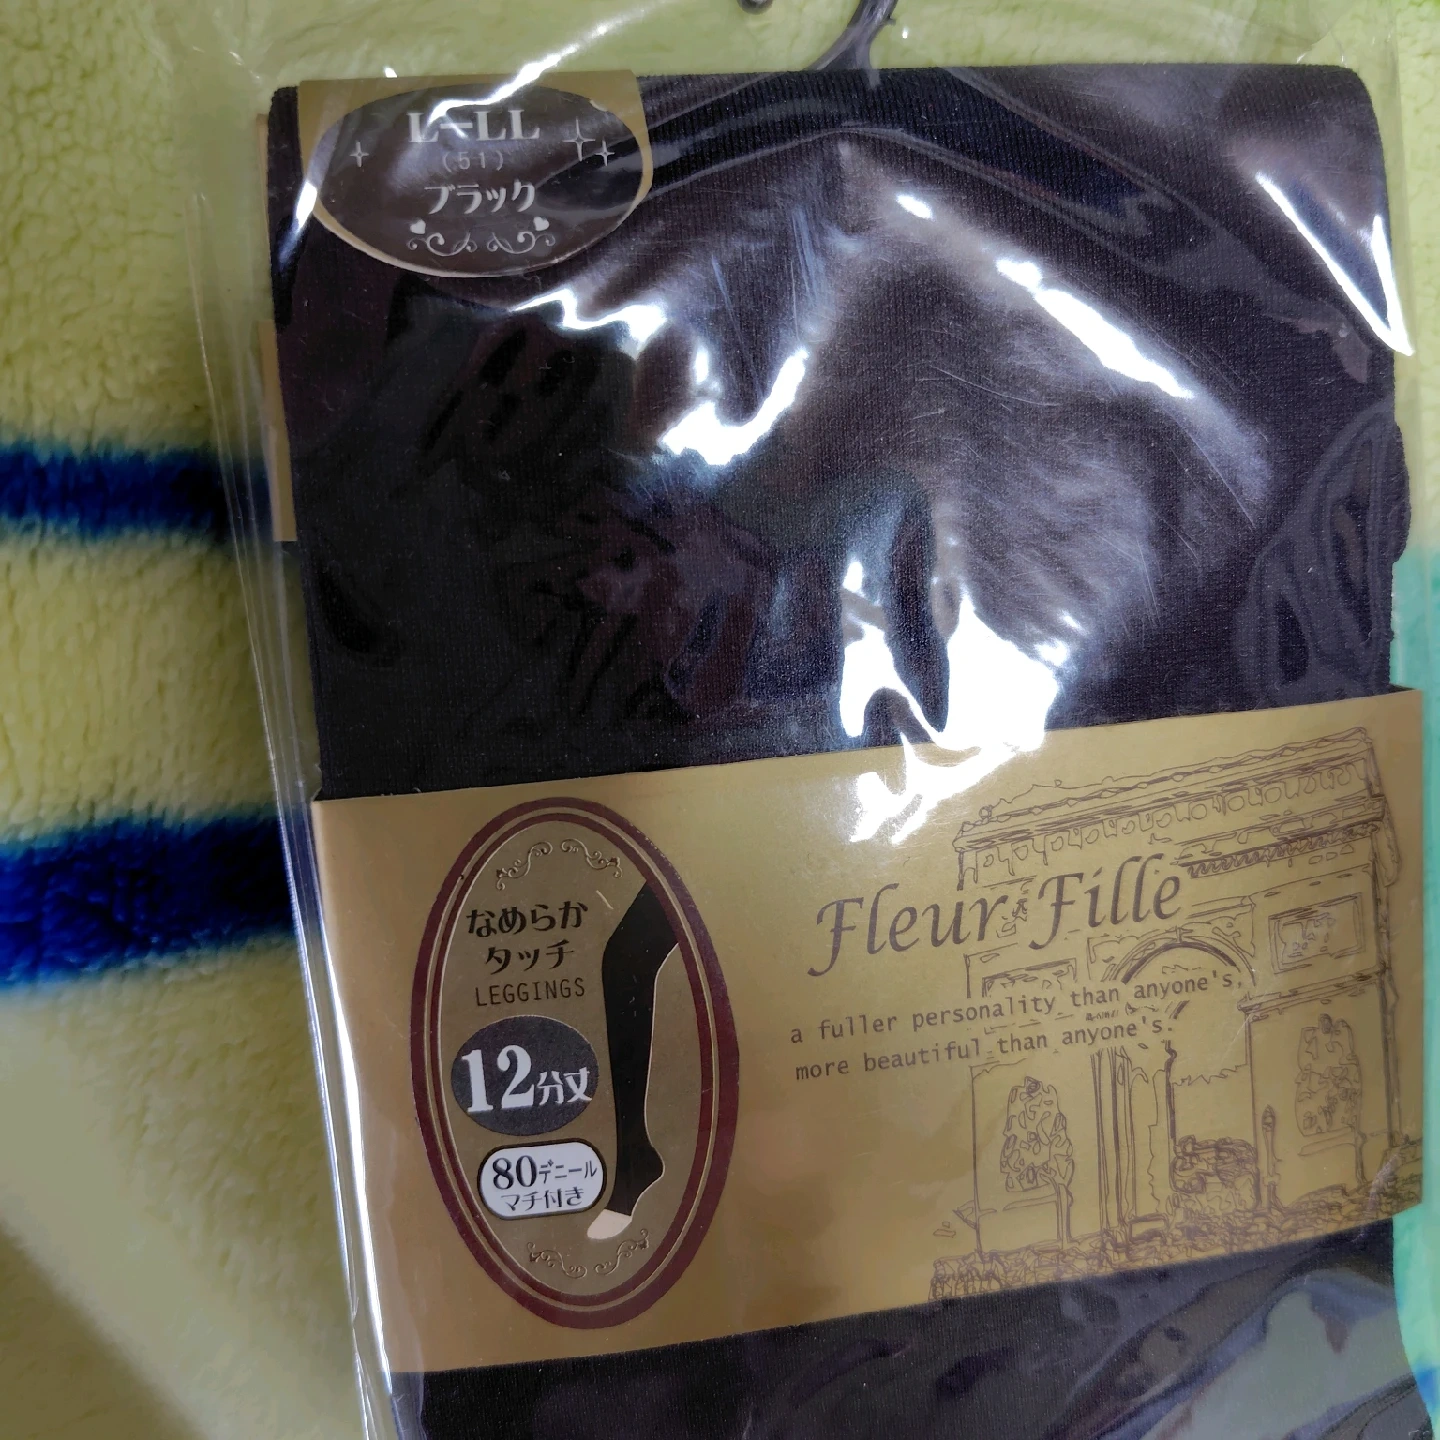 L-LL
(51)
ブラック
なめらか
タッチ
LEGGINGS
12分丈
80デニール
マチ付き
Fleur Fille
a fuller personality than anyone's,
more beautiful than anyone's.